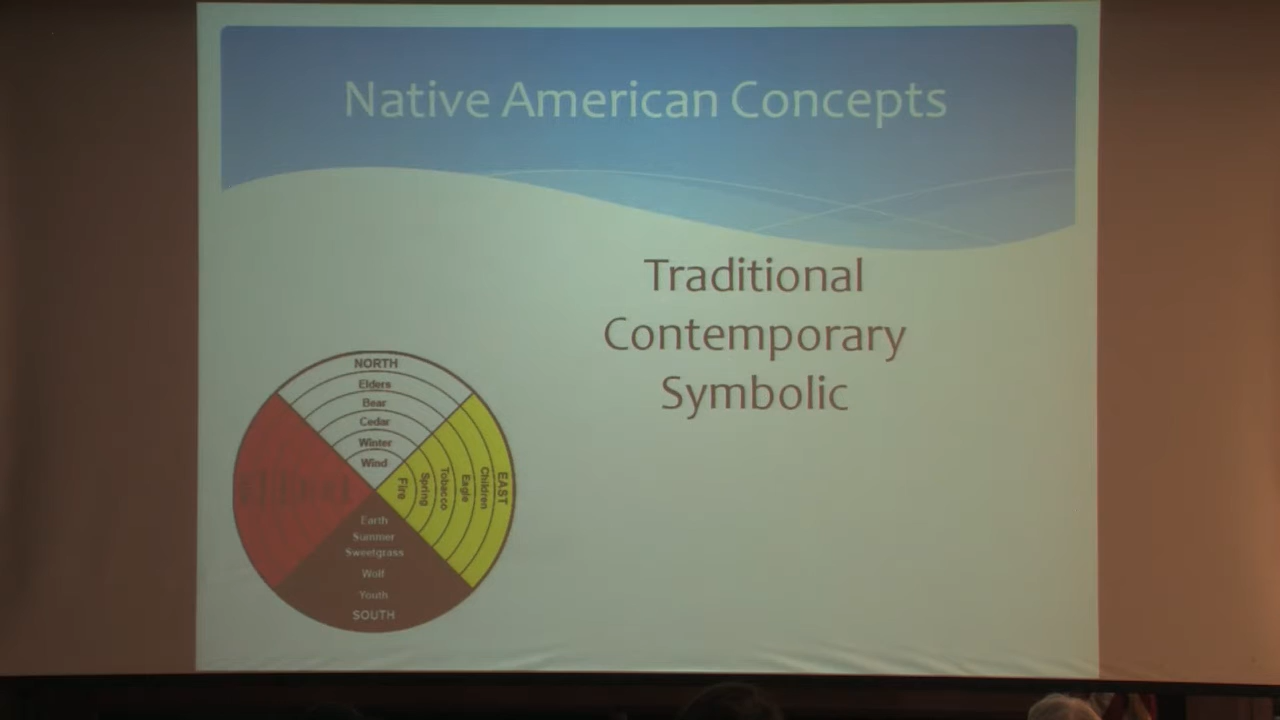 Native American Concepts
Traditional
Contemporary
Symbolic
NORTH
Elders
Bear
Cedar
Winter
Wind
Fire
Spring
Tobacco
Eagle
Children
EAST
Earth
Summer
Sweetgrass
Wolf
Youth
SOUTH